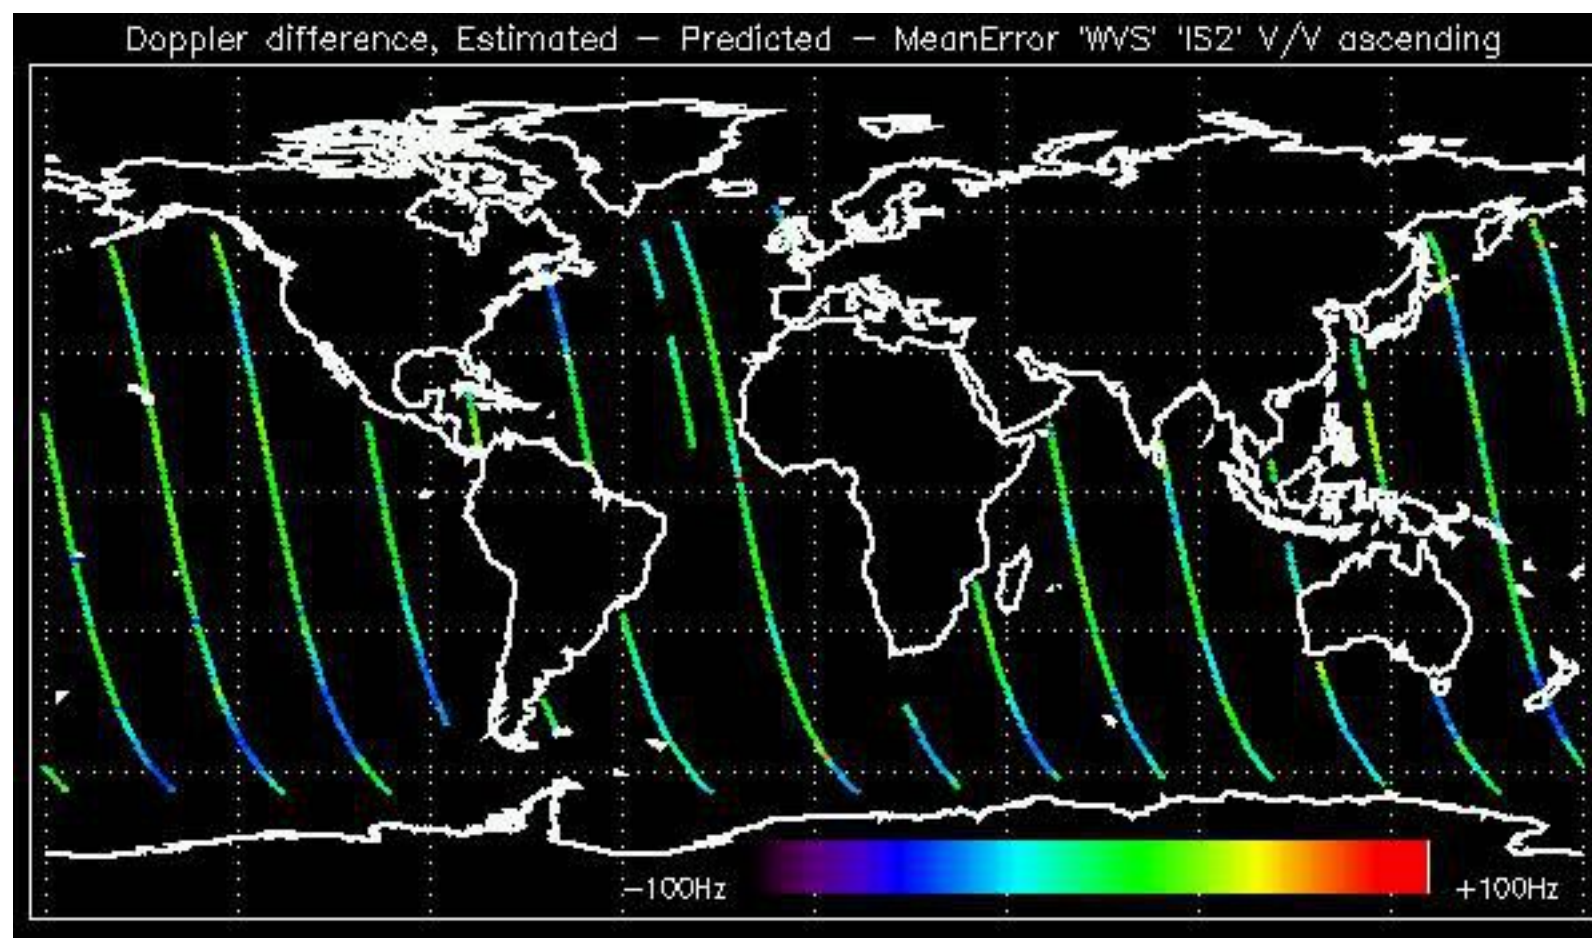 Doppler difference, Estimated − Predicted − MeanError 'WVS' 'IS2' V/V ascending
−100Hz
+100Hz